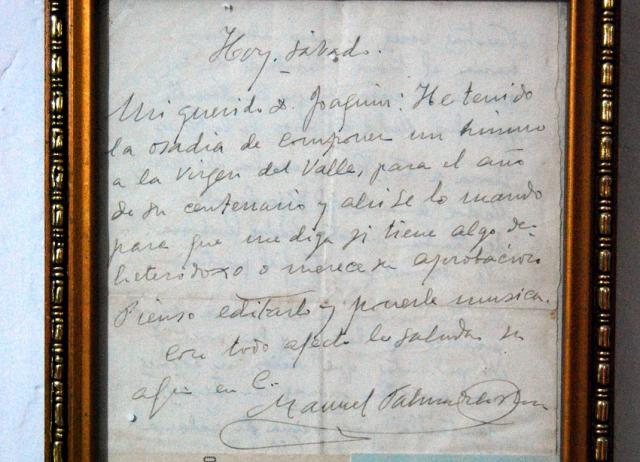 Hoy, sábado.
Mi querido D. Joaquín: He tenido
la osadía de componer un himno
a la Virgen del Valle, para el año
de su centenario y ahí se lo mando
para que me diga si tiene algo de
heterodoxo o merece su aprobación
Pienso editarlo y ponerle música.
Con todo afecto lo saluda su
en C.
Manuel